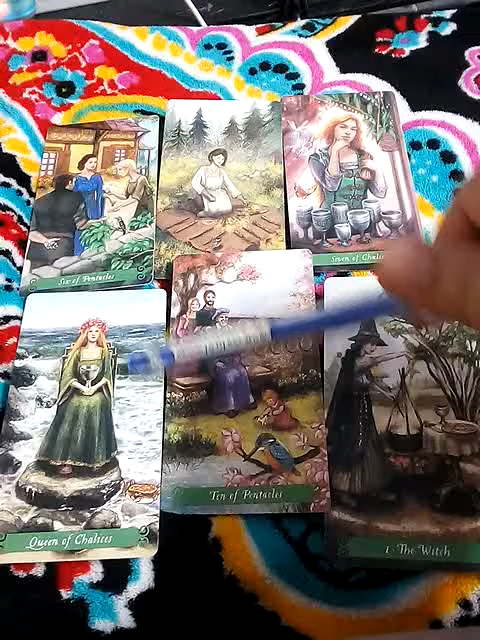 Six of Pentacles
Seven of Chalices
Queen of Chalices
Ten of Pentacles
1 The Witch